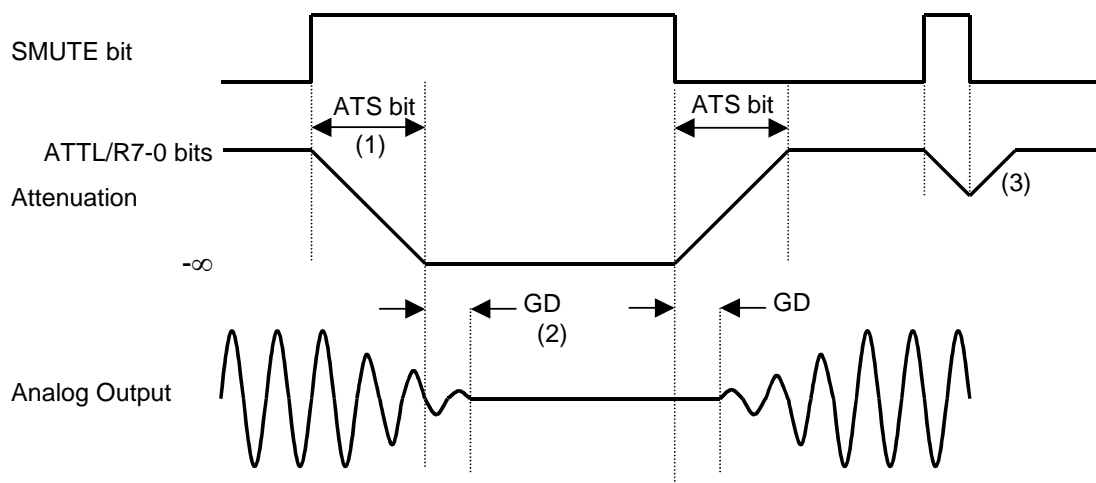 SMUTE bit
ATS bit
ATS bit
(1)
ATTL/R7-0 bits
(3)
Attenuation
-∞
GD
GD
(2)
Analog Output